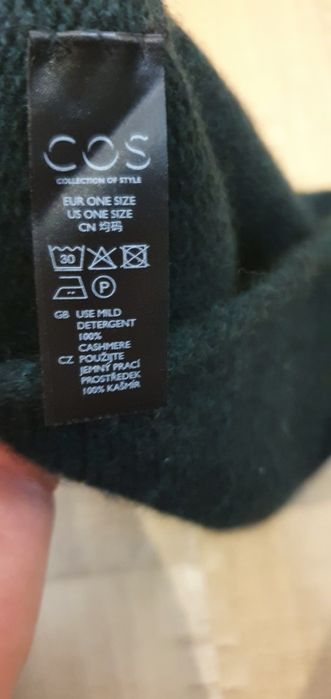 COS
COLLECTION OF STYLE
EUR ONE SIZE
US ONE SIZE
CN 均码
30
P
GB USE MILD
DETERGENT
100%
CASHMERE
CZ POUŽIJTE
JEMNÝ PRACÍ
PROSTŘEDEK
100% KAŠMÍR